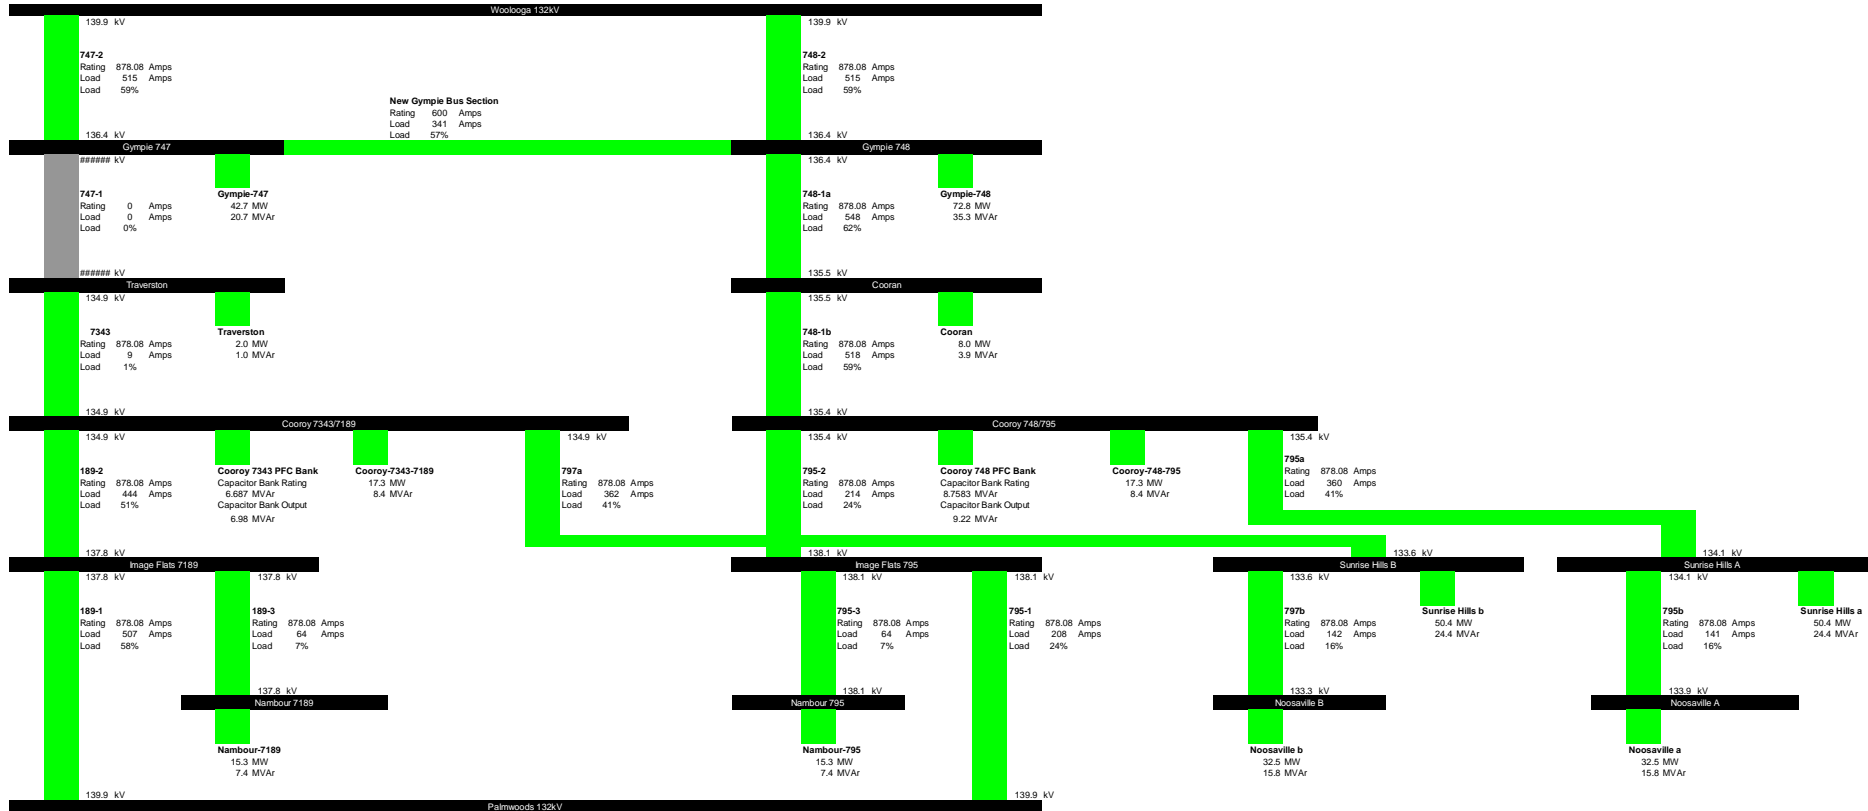 Woolooga 132kV
139.9 kV
139.9 kV
747-2
Rating 878.08 Amps
Load 515 Amps
Load 59%
748-2
Rating 878.08 Amps
Load 515 Amps
Load 59%
New Gympie Bus Section
Rating 600 Amps
Load 341 Amps
Load 57%
136.4 kV
136.4 kV
Gympie 747
Gympie 748
###### kV
136.4 kV
747-1
Rating 0 Amps
Load 0 Amps
Load 0%
Gympie-747
42.7 MW
20.7 MVAr
748-1a
Rating 878.08 Amps
Load 548 Amps
Load 62%
Gympie-748
72.8 MW
35.3 MVAr
###### kV
135.5 kV
Traverston
Cooran
134.9 kV
135.5 kV
7343
Rating 878.08 Amps
Load 9 Amps
Load 1%
Traverston
2.0 MW
1.0 MVAr
748-1b
Rating 878.08 Amps
Load 518 Amps
Load 59%
Cooran
8.0 MW
3.9 MVAr
134.9 kV
135.4 kV
Cooroy 7343/7189
Cooroy 748/795
134.9 kV
134.9 kV
135.4 kV
135.4 kV
189-2
Rating 878.08 Amps
Load 444 Amps
Load 51%
Cooroy 7343 PFC Bank
Capacitor Bank Rating
6.687 MVAr
Capacitor Bank Output
6.98 MVAr
Cooroy-7343-7189
17.3 MW
8.4 MVAr
797a
Rating 878.08 Amps
Load 362 Amps
Load 41%
795-2
Rating 878.08 Amps
Load 214 Amps
Load 24%
Cooroy 748 PFC Bank
Capacitor Bank Rating
8.7583 MVAr
Capacitor Bank Output
9.22 MVAr
Cooroy-748-795
17.3 MW
8.4 MVAr
795a
Rating 878.08 Amps
Load 360 Amps
Load 41%
137.8 kV
138.1 kV
133.6 kV
134.1 kV
Image Flats 7189
Image Flats 795
Sunrise Hills B
Sunrise Hills A
137.8 kV
137.8 kV
138.1 kV
138.1 kV
133.6 kV
134.1 kV
189-1
Rating 878.08 Amps
Load 507 Amps
Load 58%
189-3
Rating 878.08 Amps
Load 64 Amps
Load 7%
795-3
Rating 878.08 Amps
Load 64 Amps
Load 7%
795-1
Rating 878.08 Amps
Load 208 Amps
Load 24%
797b
Rating 878.08 Amps
Load 142 Amps
Load 16%
Sunrise Hills b
50.4 MW
24.4 MVAr
795b
Rating 878.08 Amps
Load 141 Amps
Load 16%
Sunrise Hills a
50.4 MW
24.4 MVAr
137.8 kV
138.1 kV
133.3 kV
133.9 kV
Nambour 7189
Nambour 795
Noosaville B
Noosaville A
Nambour-7189
15.3 MW
7.4 MVAr
Nambour-795
15.3 MW
7.4 MVAr
Noosaville b
32.5 MW
15.8 MVAr
Noosaville a
32.5 MW
15.8 MVAr
139.9 kV
139.9 kV
Palmwoods 132kV